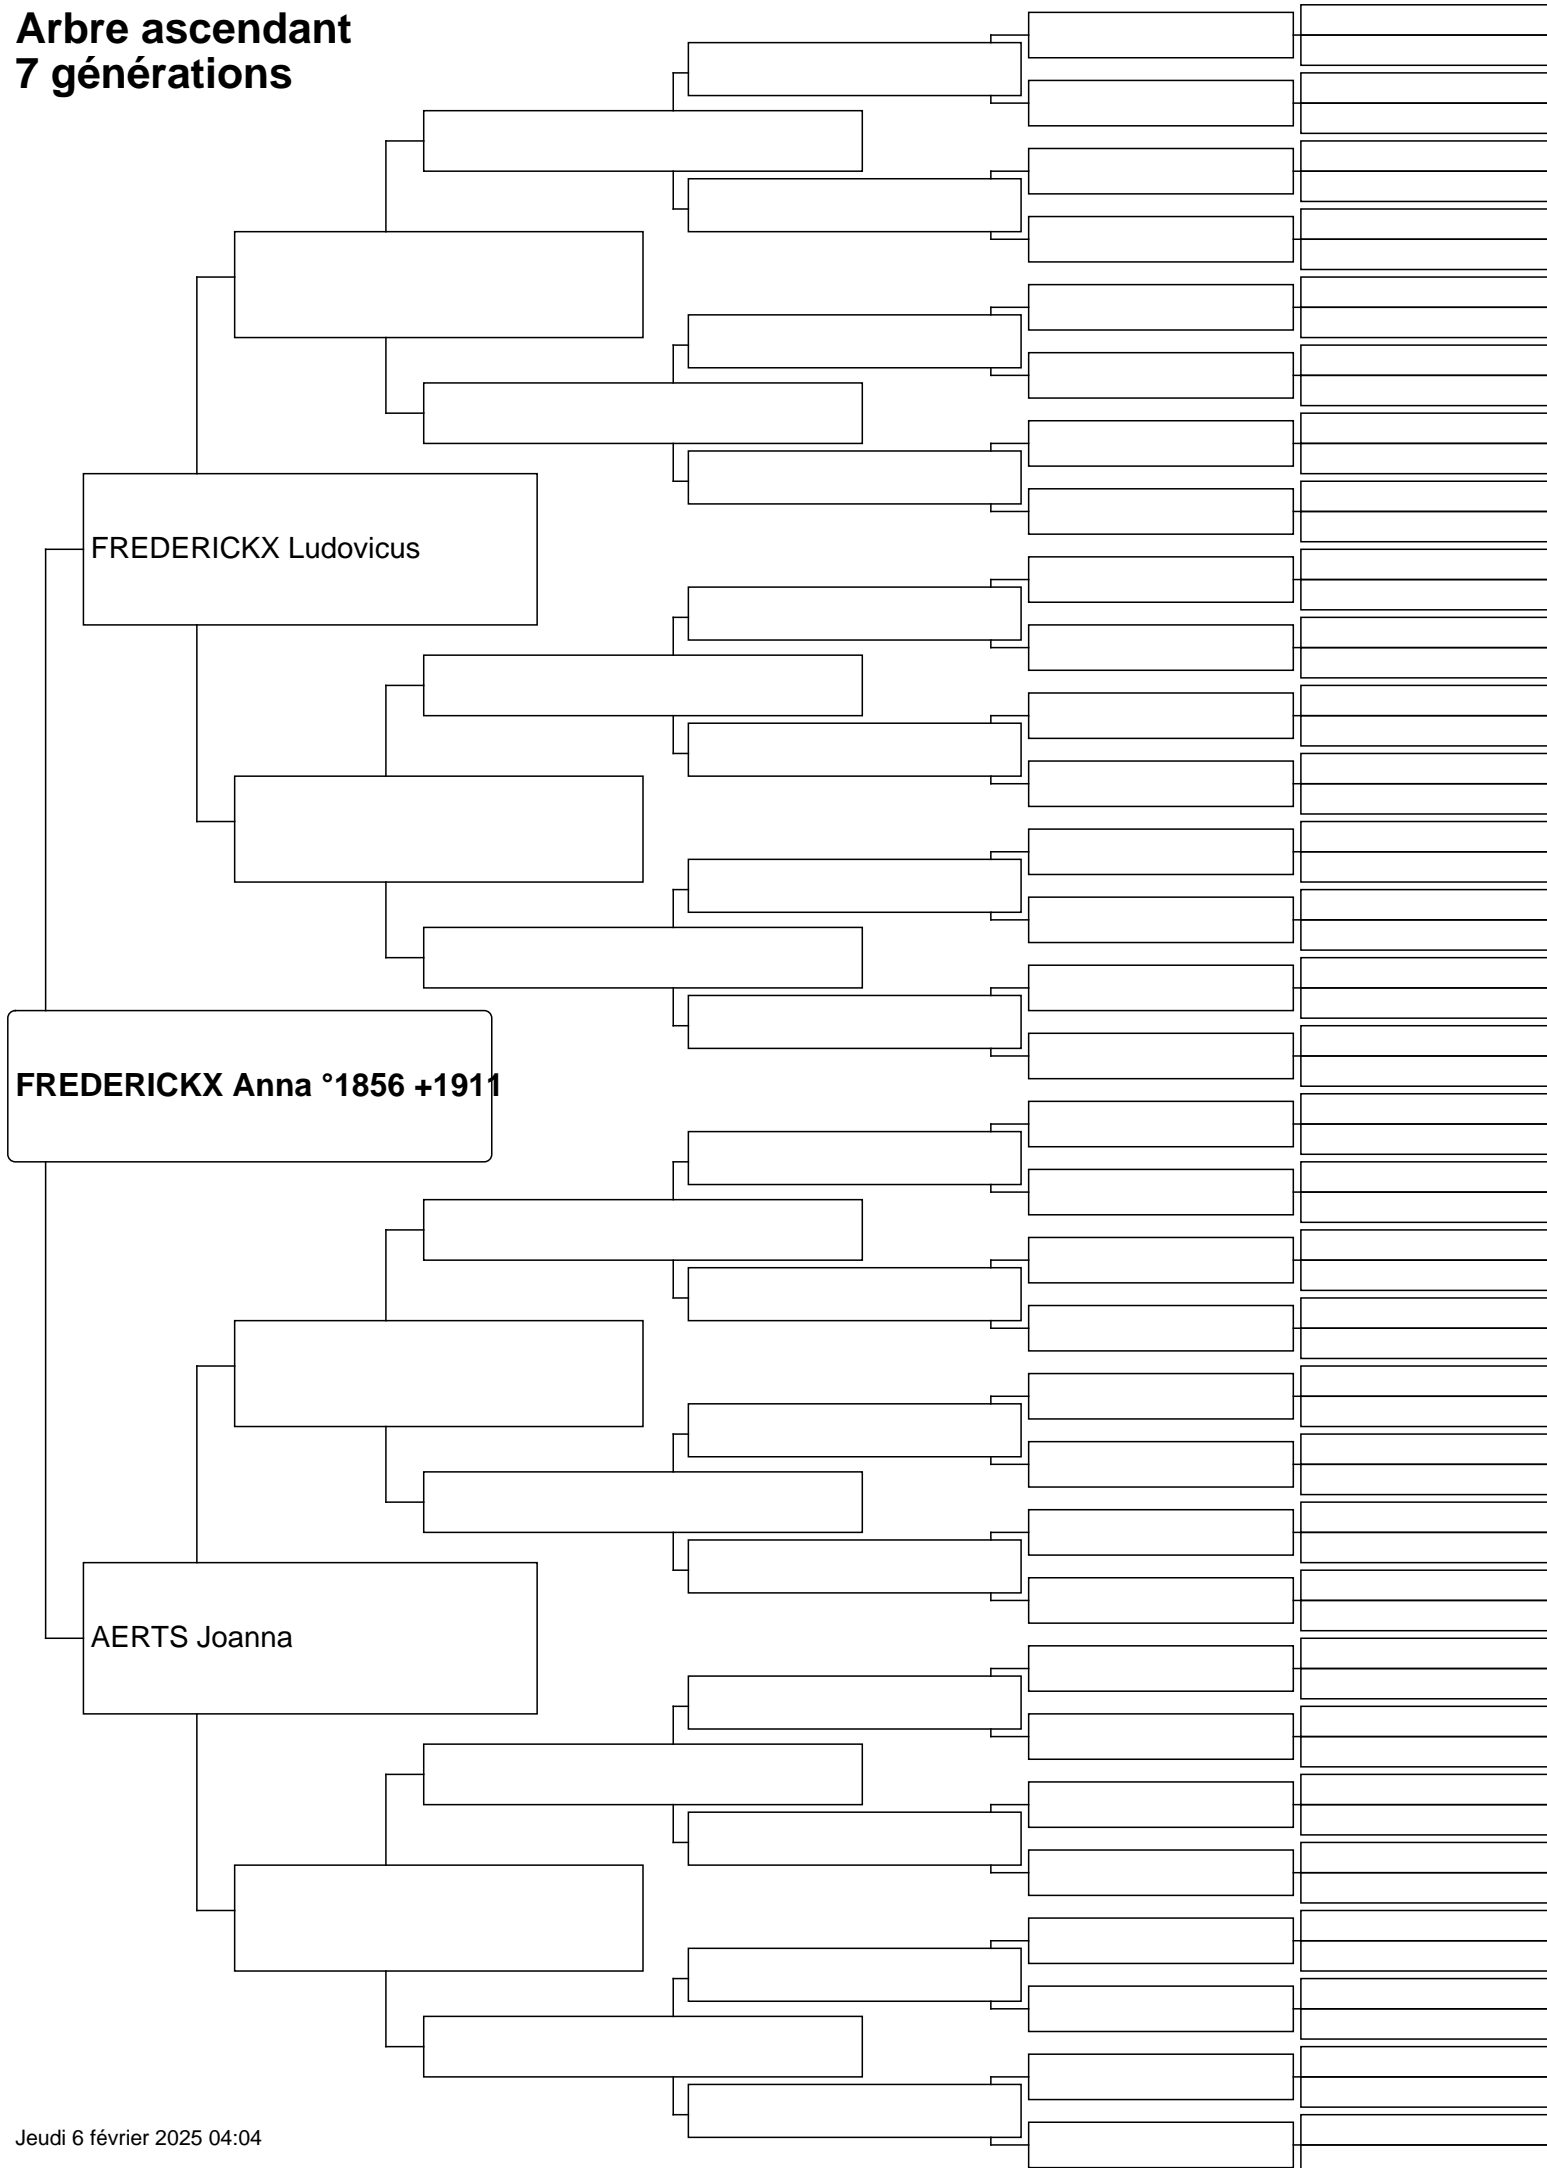 Arbre ascendant
7 générations
FREDERICKX Ludovicus
FREDERICKX Anna °1856 +1911
AERTS Joanna
Jeudi 6 février 2025 04:04